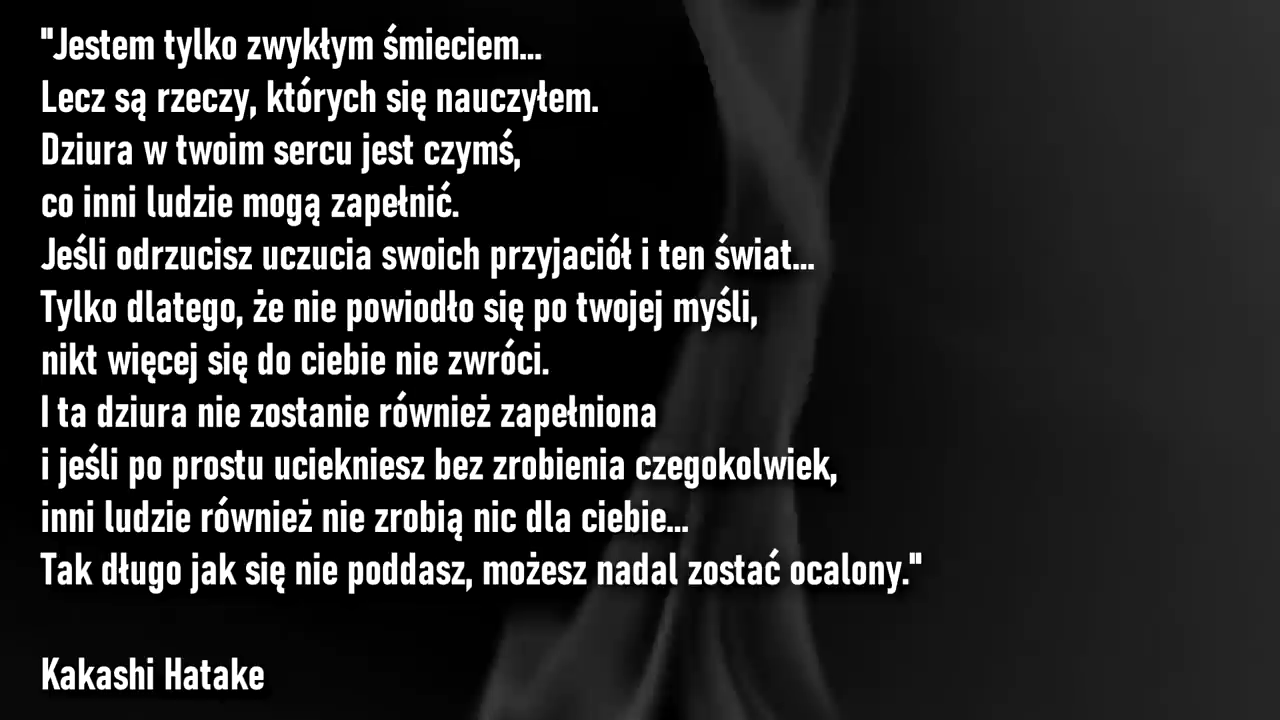 "Jestem tylko zwykłym śmieciem...
Lecz są rzeczy, których się nauczyłem.
Dziura w twoim sercu jest czymś,
co inni ludzie mogą zapełnić.
Jeśli odrzucisz uczucia swoich przyjaciół i ten świat...
Tylko dlatego, że nie powiodło się po twojej myśli,
nikt więcej się do ciebie nie zwróci.
I ta dziura nie zostanie również zapełniona
i jeśli po prostu uciekniesz bez zrobienia czegokolwiek,
inni ludzie również nie zrobią nic dla ciebie...
Tak długo jak się nie poddasz, możesz nadal zostać ocalony."
Kakashi Hatake